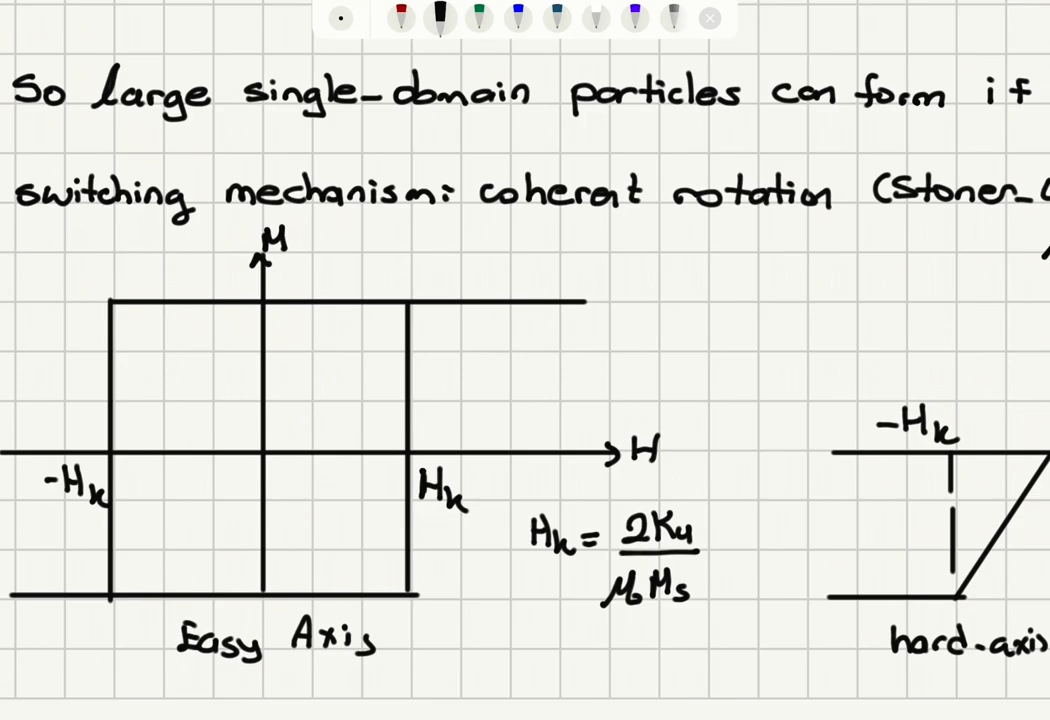 So large single-domain particles can form if
switching mechanism: coherent rotation (Stoner-
M
H
-Hk
Hk
Hk = 2Ku / μ₀Ms
Easy Axis
-Hk
hard-axis